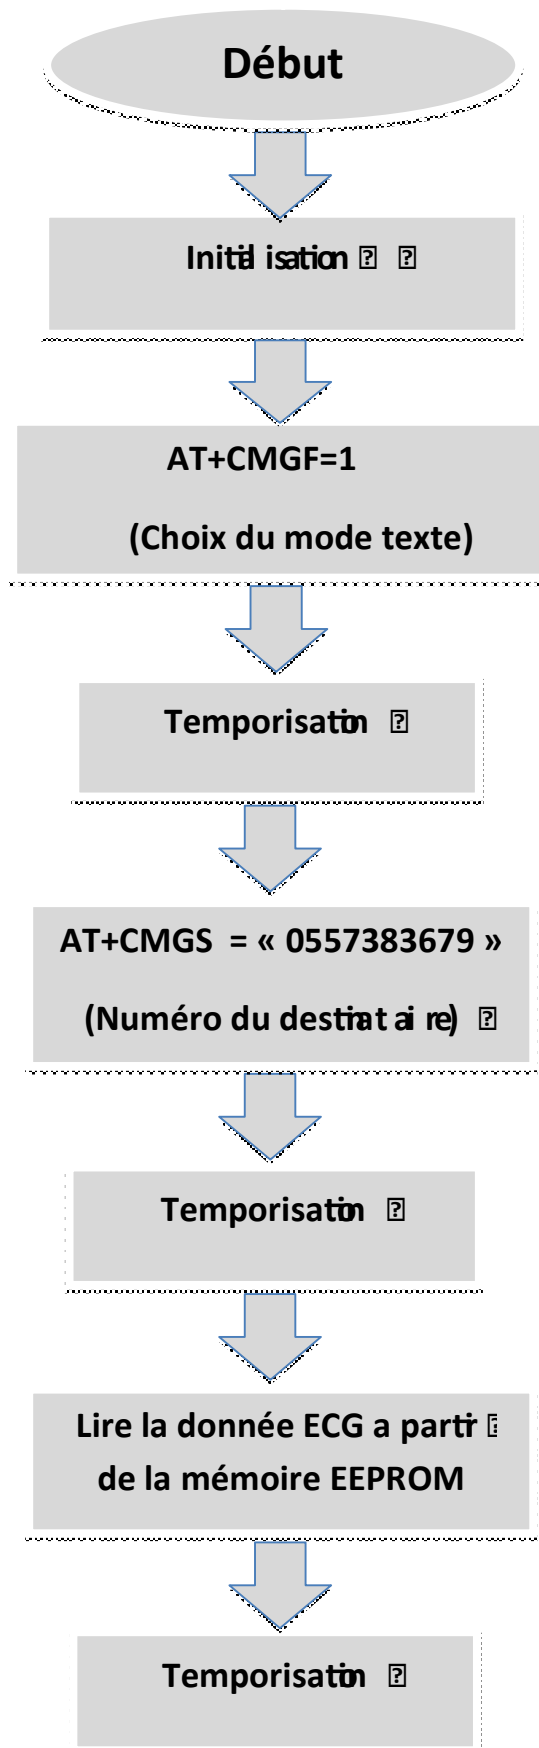 Début
Initialisation
AT+CMGF=1
(Choix du mode texte)
Temporisation
AT+CMGS = « 0557383679 »
(Numéro du destinataire)
Temporisation
Lire la donnée ECG a partir
de la mémoire EEPROM
Temporisation